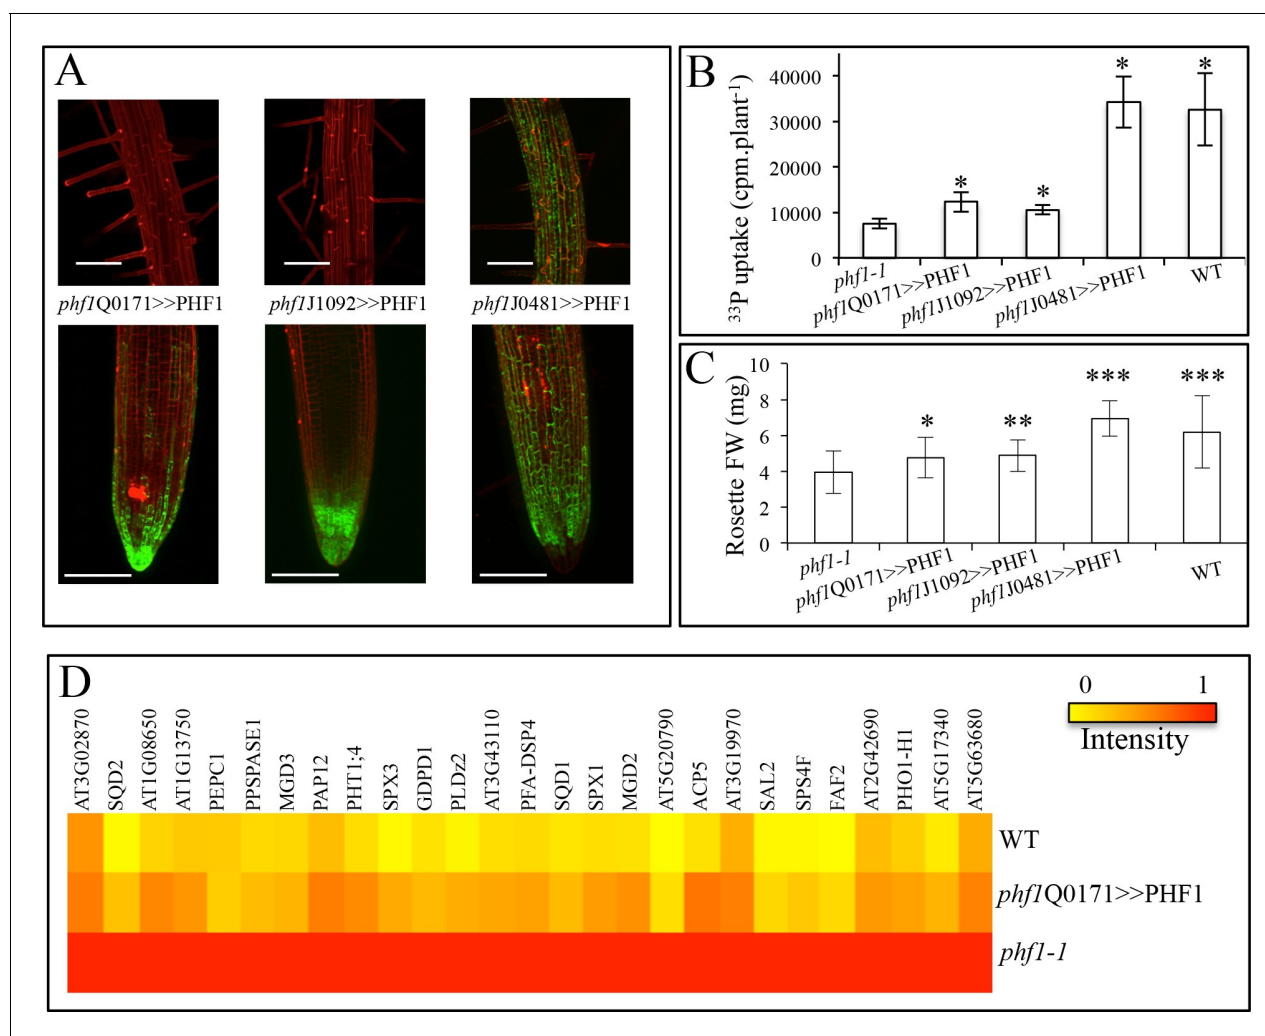 A
phf1Q0171>>PHF1
phf1J1092>>PHF1
phf1J0481>>PHF1
B
³³P uptake (cpm.plant⁻¹)
40000
30000
20000
10000
0
*
*
*
*
phf1-1
phf1Q0171>>PHF1
phf1J1092>>PHF1
phf1J0481>>PHF1
WT
C
Rosette FW (mg)
10
8
6
4
2
0
*
**
***
***
phf1-1
phf1Q0171>>PHF1
phf1J1092>>PHF1
phf1J0481>>PHF1
WT
D
0 1
Intensity
AT3G02870
SQD2
AT1G08650
AT1G13750
PEPC1
PPSPASE1
MGD3
PAP12
PHT1;4
SPX3
GDPD1
PLDz2
AT3G43110
PFA-DSP4
SQD1
SPX1
MGD2
AT5G20790
ACP5
AT3G19970
SAL2
SPS4F
FAF2
AT2G42690
PHO1-H1
AT5G17340
AT5G63680
WT
phf1Q0171>>PHF1
phf1-1